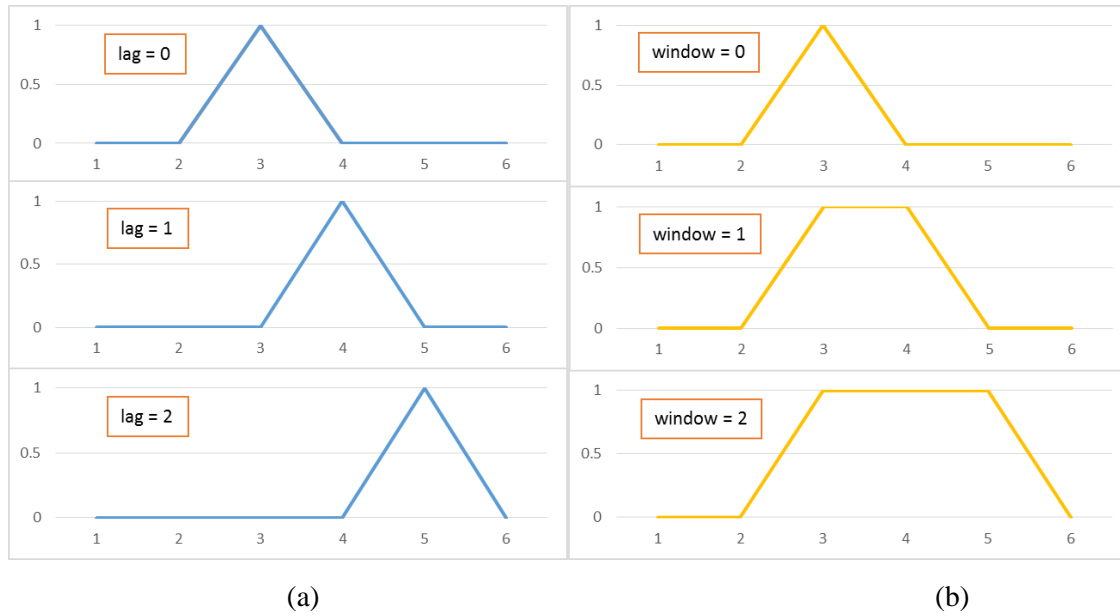 1
lag = 0
0.5
0
1 2 3 4 5 6
1
lag = 1
0.5
0
1 2 3 4 5 6
1
lag = 2
0.5
0
1 2 3 4 5 6
(a)
1
window = 0
0.5
0
1 2 3 4 5 6
1
window = 1
0.5
0
1 2 3 4 5 6
1
window = 2
0.5
0
1 2 3 4 5 6
(b)